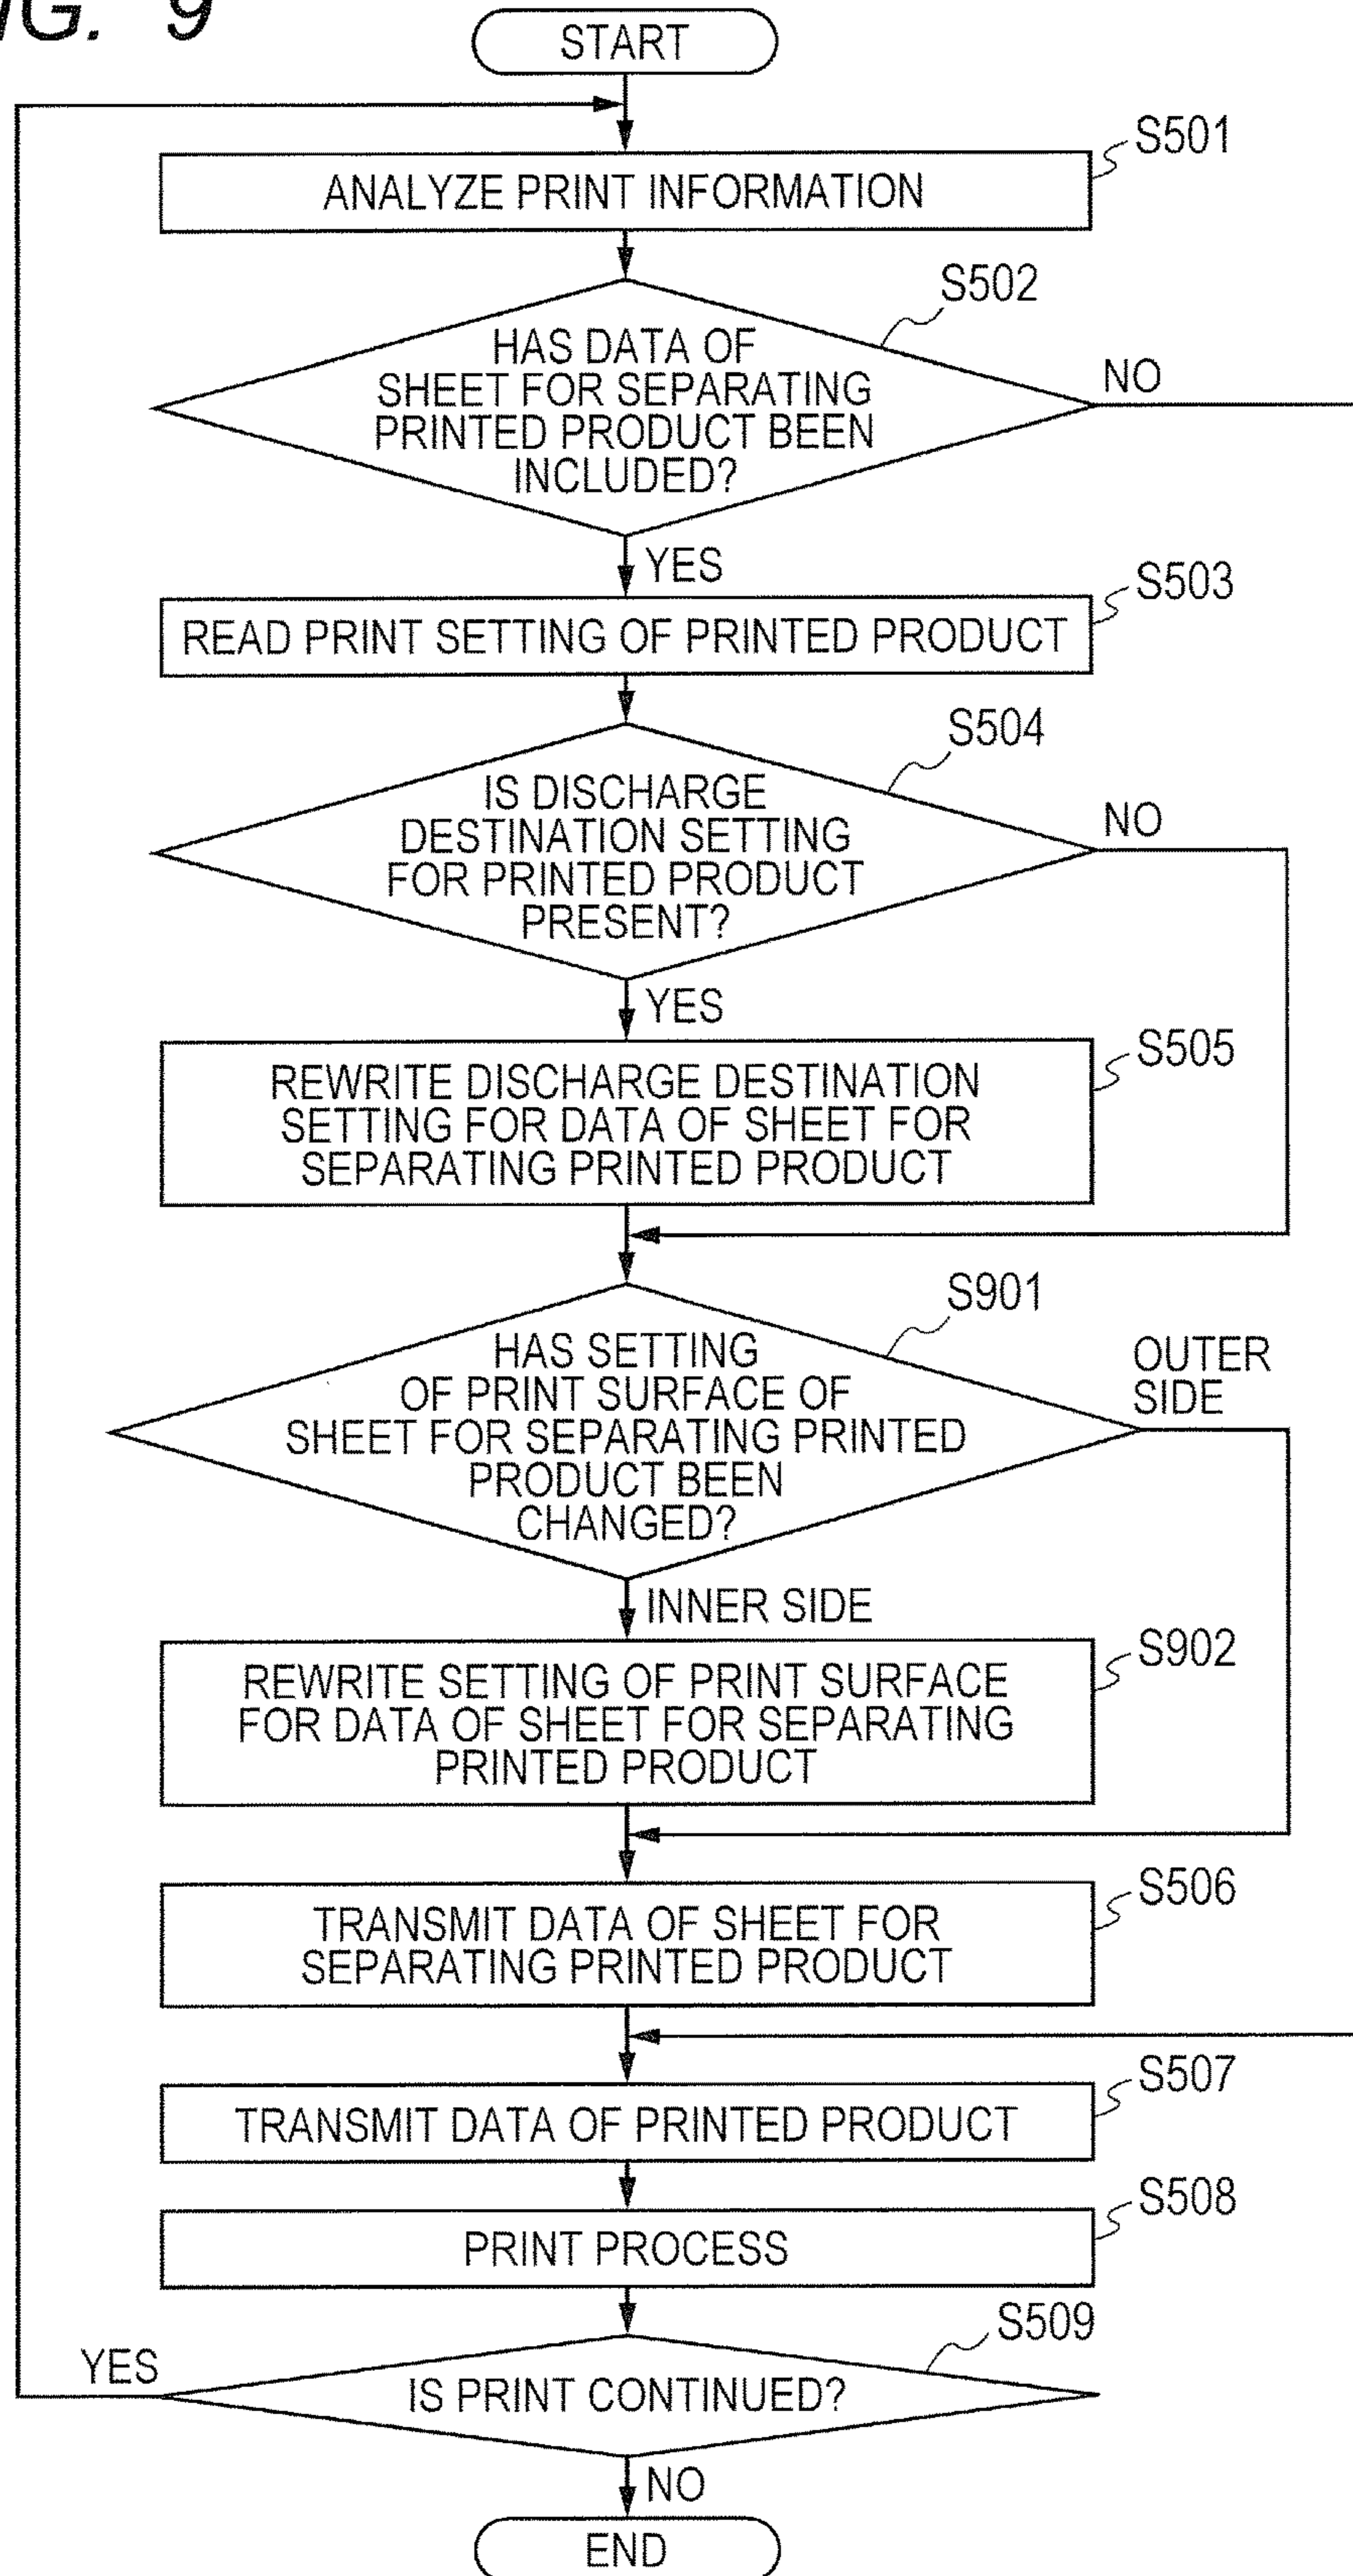 IG. 9
START
S501
ANALYZE PRINT INFORMATION
S502
HAS DATA OF
SHEET FOR SEPARATING
PRINTED PRODUCT BEEN
INCLUDED?
NO
YES
S503
READ PRINT SETTING OF PRINTED PRODUCT
S504
IS DISCHARGE
DESTINATION SETTING
FOR PRINTED PRODUCT
PRESENT?
NO
YES
S505
REWRITE DISCHARGE DESTINATION
SETTING FOR DATA OF SHEET FOR
SEPARATING PRINTED PRODUCT
S901
HAS SETTING
OF PRINT SURFACE OF
SHEET FOR SEPARATING PRINTED
PRODUCT BEEN
CHANGED?
OUTER
SIDE
INNER SIDE
S902
REWRITE SETTING OF PRINT SURFACE
FOR DATA OF SHEET FOR SEPARATING
PRINTED PRODUCT
S506
TRANSMIT DATA OF SHEET FOR
SEPARATING PRINTED PRODUCT
S507
TRANSMIT DATA OF PRINTED PRODUCT
S508
PRINT PROCESS
S509
YES
IS PRINT CONTINUED?
NO
END